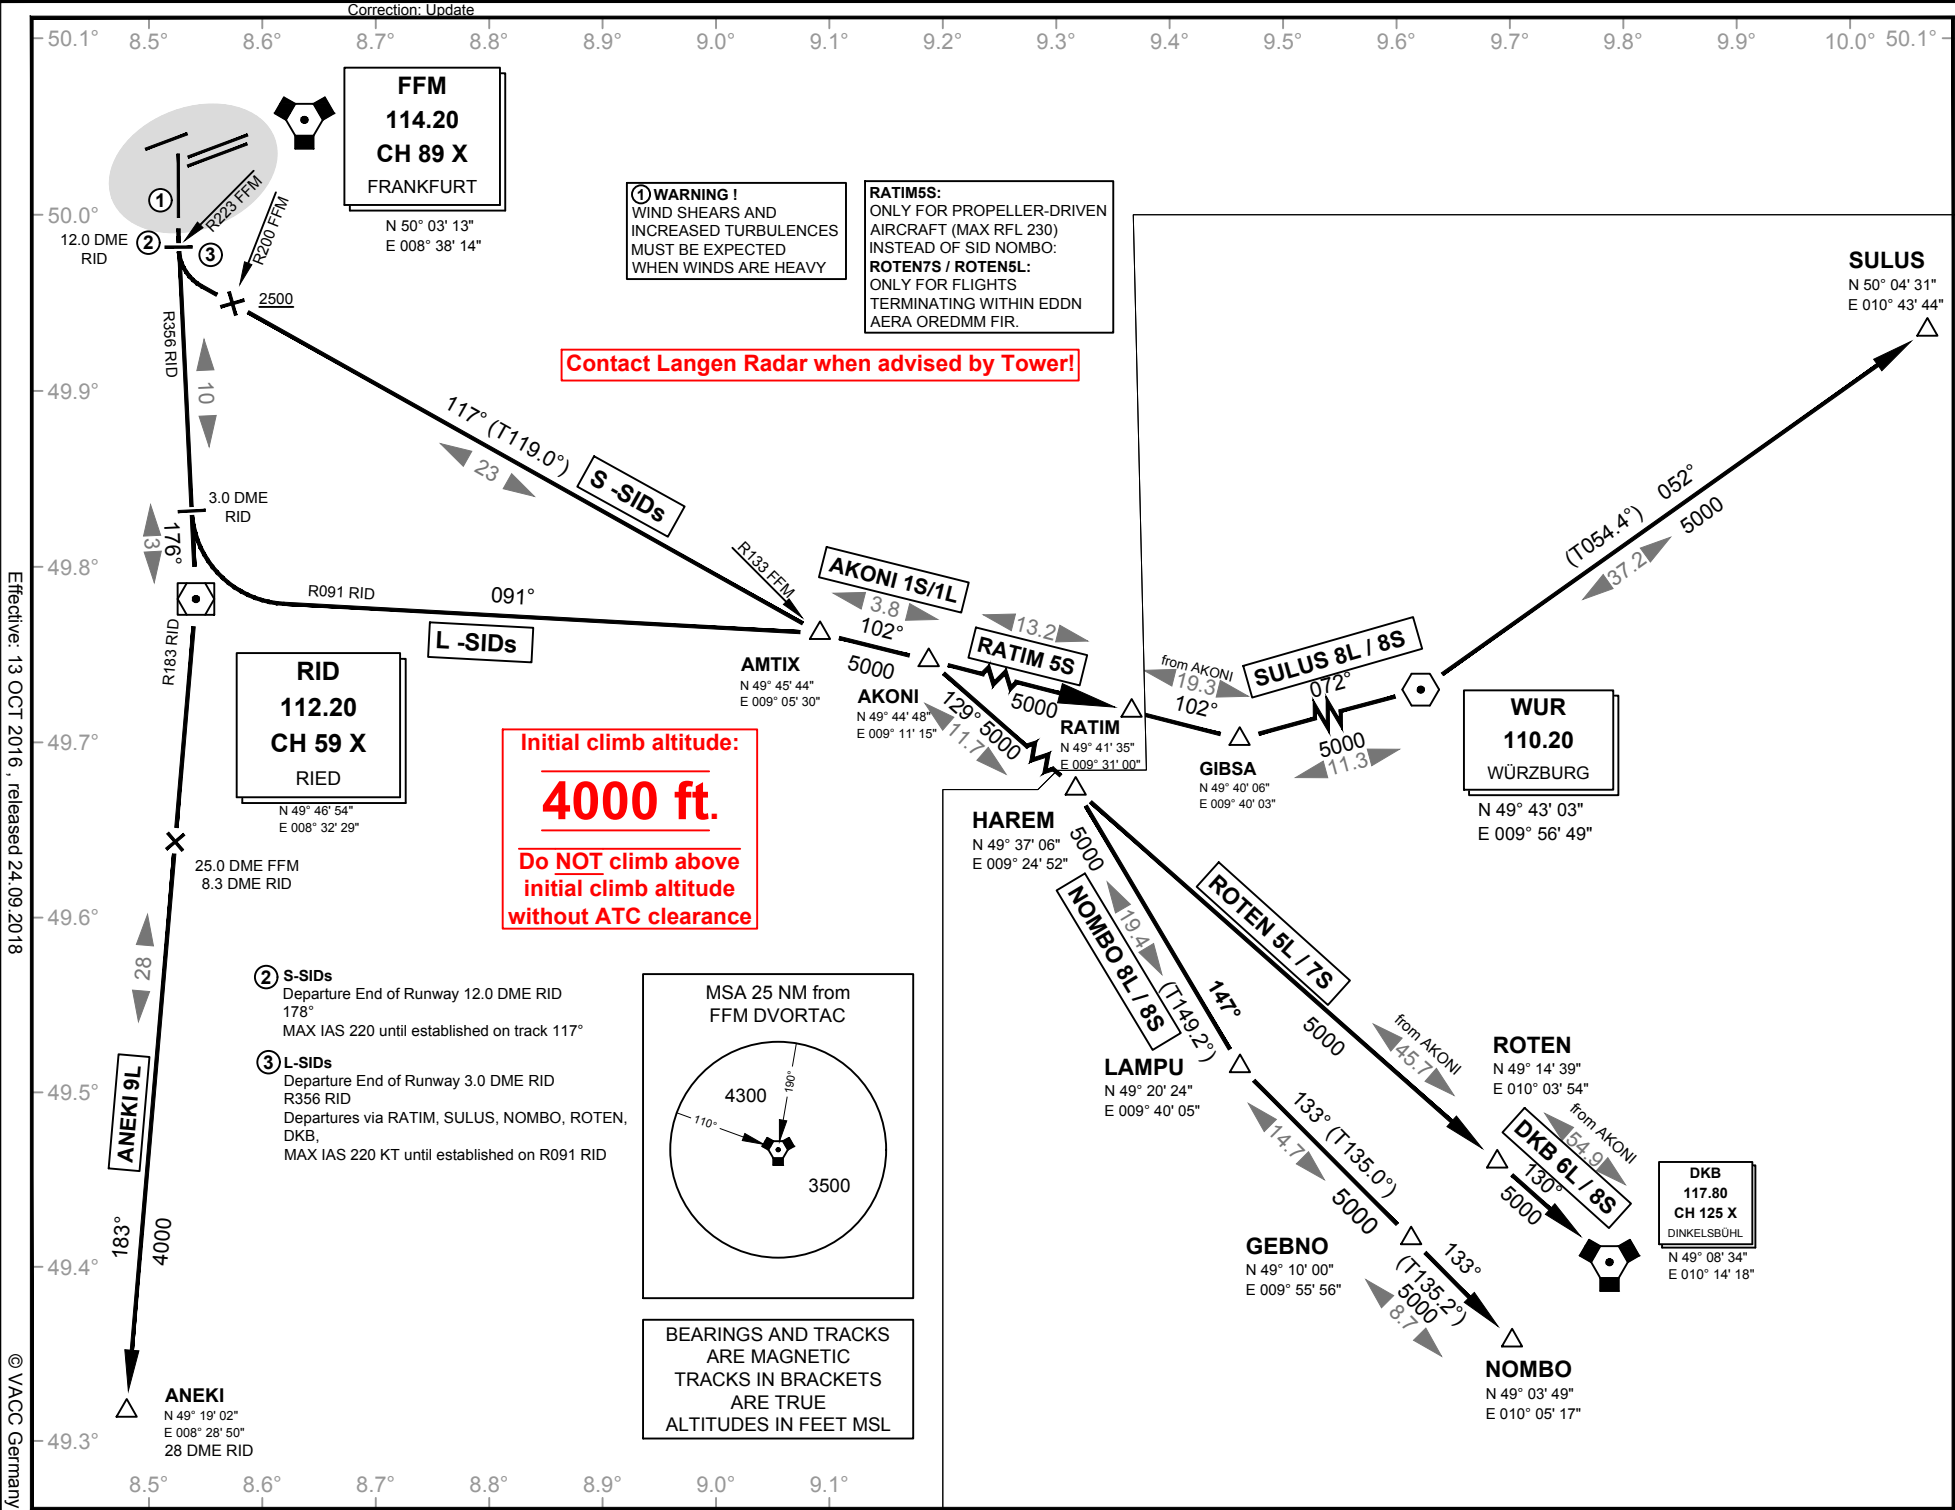 Correction: Update
50.1°
8.5°
8.6°
8.7°
8.8°
8.9°
9.0°
9.1°
9.2°
9.3°
9.4°
9.5°
9.6°
9.7°
9.8°
9.9°
10.0°
50.1°
50.0°
49.9°
49.8°
49.7°
49.6°
49.5°
49.4°
49.3°
8.5°
8.6°
8.7°
8.8°
8.9°
9.0°
9.1°
Effective: 13 OCT 2016 , released 24.09.2018
© VACC Germany
FFM
114.20
CH 89 X
FRANKFURT
N 50° 03' 13"
E 008° 38' 14"
1
R223 FFM
R200 FFM
12.0 DME
RID
2
3
2500
R356 RID
10
3.0 DME
RID
176°
3
R183 RID
1 WARNING !
WIND SHEARS AND
INCREASED TURBULENCES
MUST BE EXPECTED
WHEN WINDS ARE HEAVY
RATIM5S:
ONLY FOR PROPELLER-DRIVEN
AIRCRAFT (MAX RFL 230)
INSTEAD OF SID NOMBO:
ROTEN7S / ROTEN5L:
ONLY FOR FLIGHTS
TERMINATING WITHIN EDDN
AERA OREDMM FIR.
Contact Langen Radar when advised by Tower!
SULUS
N 50° 04' 31"
E 010° 43' 44"
117° (T119.0°)
23
S -SIDs
R133 FFM
R091 RID
091°
L -SIDs
AKONI 1S/1L
3.8
102°
5000
13.2
RATIM 5S
5000
AMTIX
N 49° 45' 44"
E 009° 05' 30"
AKONI
N 49° 44' 48"
E 009° 11' 15"
129°
5000
11.7
RATIM
N 49° 41' 35"
E 009° 31' 00"
from AKONI
19.3
102°
SULUS 8L / 8S
072°
5000
11.3
GIBSA
N 49° 40' 06"
E 009° 40' 03"
(T054.4°)
052°
5000
37.2
WUR
110.20
WÜRZBURG
N 49° 43' 03"
E 009° 56' 49"
RID
112.20
CH 59 X
RIED
N 49° 46' 54"
E 008° 32' 29"
Initial climb altitude:
4000 ft.
Do NOT climb above
initial climb altitude
without ATC clearance
25.0 DME FFM
8.3 DME RID
28
ANEKI 9L
183°
4000
ANEKI
N 49° 19' 02"
E 008° 28' 50"
28 DME RID
2 S-SIDs
Departure End of Runway 12.0 DME RID
178°
MAX IAS 220 until established on track 117°
3 L-SIDs
Departure End of Runway 3.0 DME RID
R356 RID
Departures via RATIM, SULUS, NOMBO, ROTEN,
DKB,
MAX IAS 220 KT until established on R091 RID
MSA 25 NM from
FFM DVORTAC
4300
190°
110°
3500
BEARINGS AND TRACKS
ARE MAGNETIC
TRACKS IN BRACKETS
ARE TRUE
ALTITUDES IN FEET MSL
HAREM
N 49° 37' 06"
E 009° 24' 52"
5000
NOMBO 8L / 8S
19.4
(T149.2°)
147°
ROTEN 5L / 7S
5000
from AKONI
45.7
ROTEN
N 49° 14' 39"
E 010° 03' 54"
LAMPU
N 49° 20' 24"
E 009° 40' 05"
133° (T135.0°)
14.7
5000
from AKONI
54.9
DKB 6L / 8S
130°
5000
DKB
117.80
CH 125 X
DINKELSBÜHL
N 49° 08' 34"
E 010° 14' 18"
GEBNO
N 49° 10' 00"
E 009° 55' 56"
133°
(T135.2°)
5000
8.7
NOMBO
N 49° 03' 49"
E 010° 05' 17"